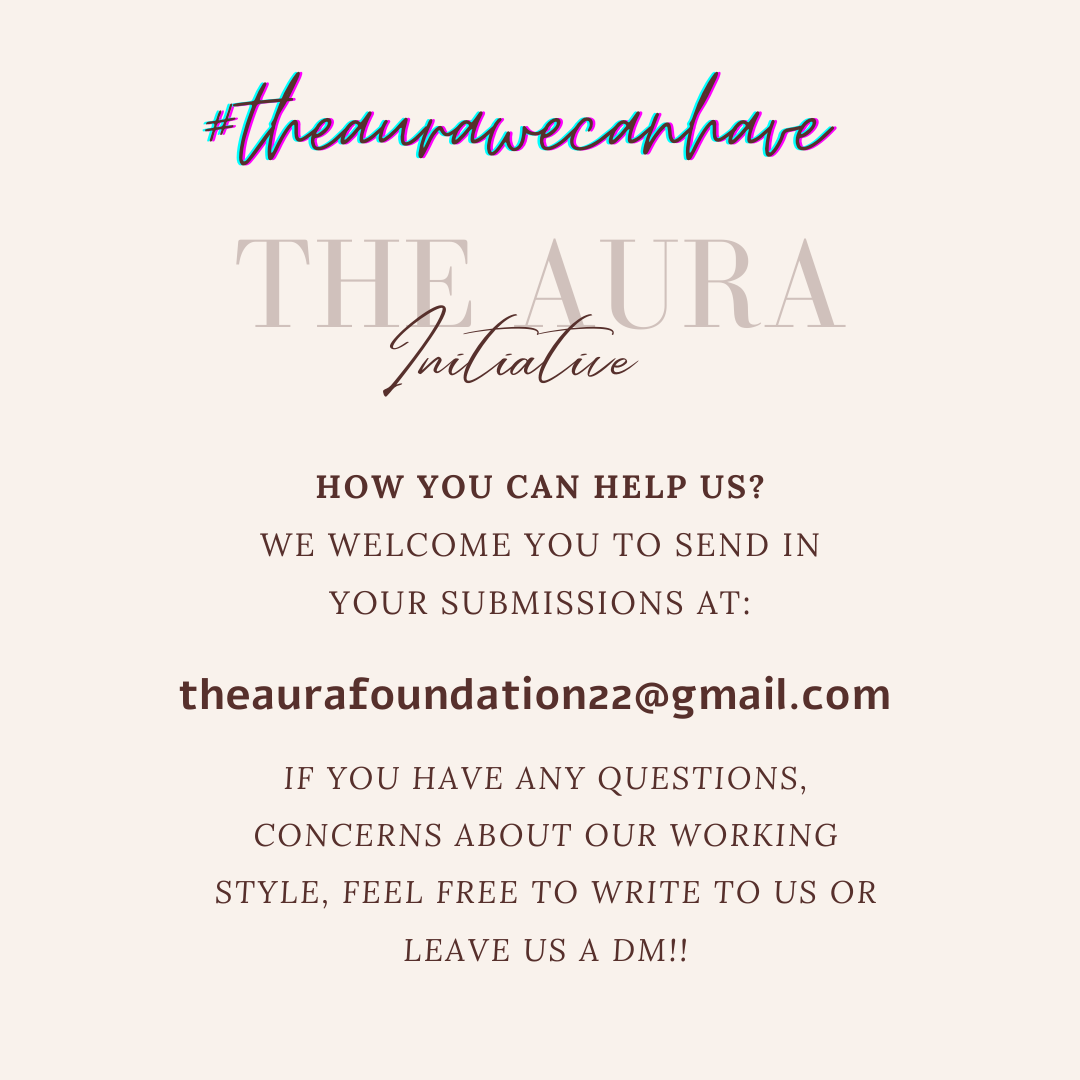 #theaurawecanhave
THE AURA
Initiative
HOW YOU CAN HELP US?
WE WELCOME YOU TO SEND IN
YOUR SUBMISSIONS AT:
theaurafoundation22@gmail.com
IF YOU HAVE ANY QUESTIONS,
CONCERNS ABOUT OUR WORKING
STYLE, FEEL FREE TO WRITE TO US OR
LEAVE US A DM!!